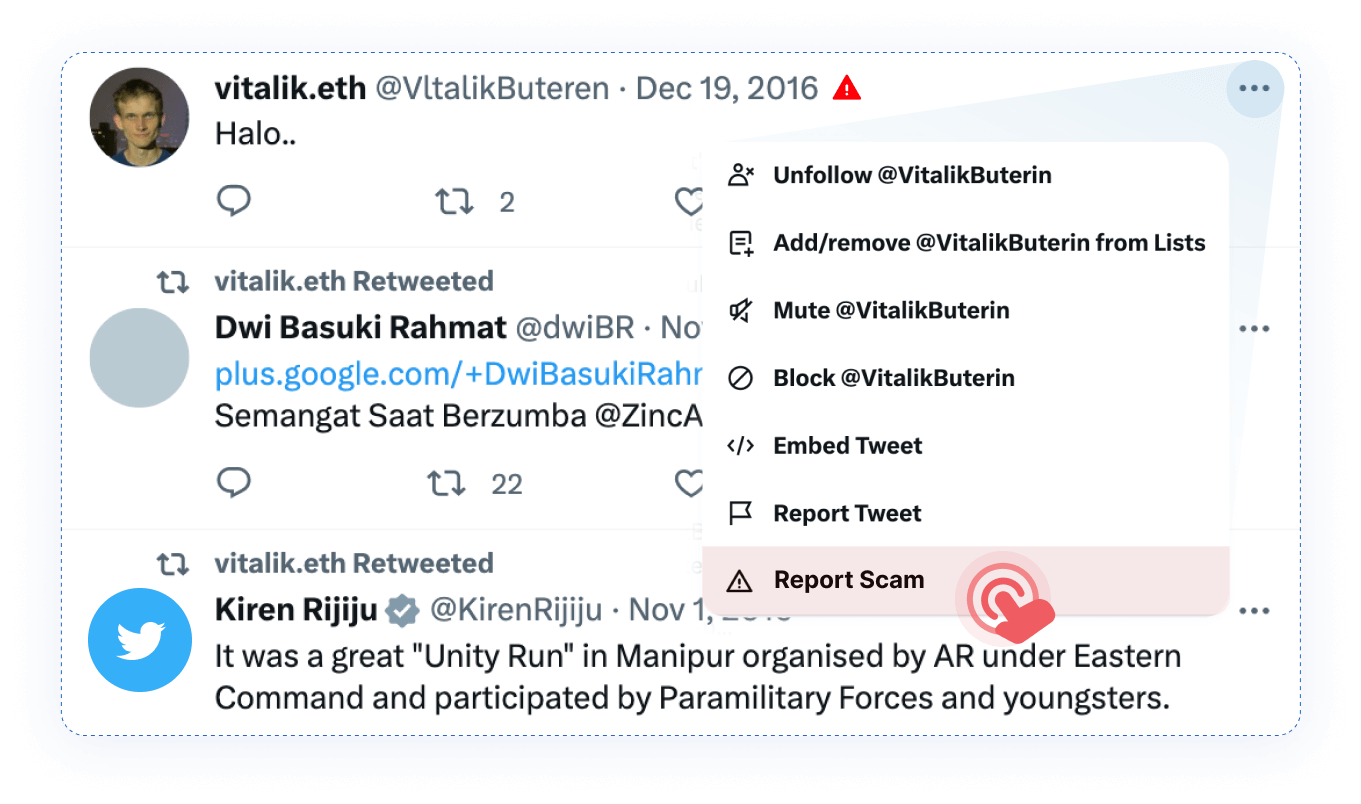 vitalik.eth @VltalikButeren · Dec 19, 2016
Halo..
2
vitalik.eth Retweeted
Dwi Basuki Rahmat @dwiBR ·
plus.google.com/+DwiBasukiRahm
Semangat Saat Berzumba @ZincA
22
vitalik.eth Retweeted
Kiren Rijiju @KirenRijiju · Nov 1,
It was a great "Unity Run" in Manipur organised by AR under Eastern
Command and participated by Paramilitary Forces and youngsters.
Unfollow @VitalikButerin
Add/remove @VitalikButerin from Lists
Mute @VitalikButerin
Block @VitalikButerin
Embed Tweet
Report Tweet
Report Scam